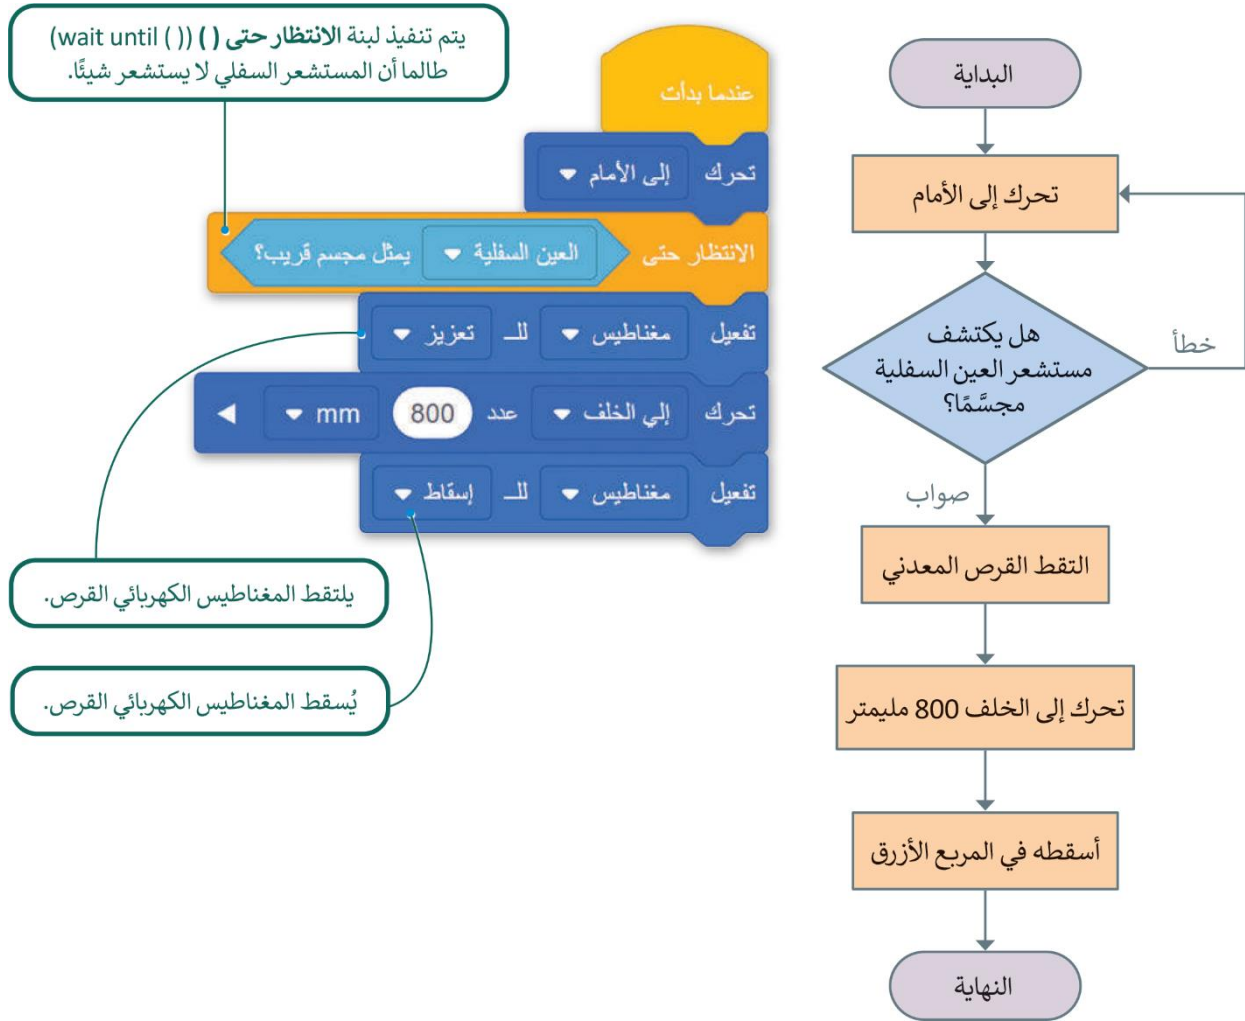 البداية
تحرك إلى الأمام
هل يكتشف
مستشعر العين السفلية
مجسَّمًا؟
خطأ
صواب
التقط القرص المعدني
تحرك إلى الخلف 800 مليمتر
أسقطه في المربع الأزرق
النهاية
يتم تنفيذ لبنة الانتظار حتى ( ) (wait until ( ))
طالما أن المستشعر السفلي لا يستشعر شيئًا.
عندما بدأت
تحرك إلى الأمام
الانتظار حتى العين السفلية يمثل مجسم قريب؟
تفعيل مغناطيس للـ تعزيز
تحرك إلي الخلف عدد 800 mm
تفعيل مغناطيس للـ إسقاط
يلتقط المغناطيس الكهربائي القرص.
يُسقط المغناطيس الكهربائي القرص.